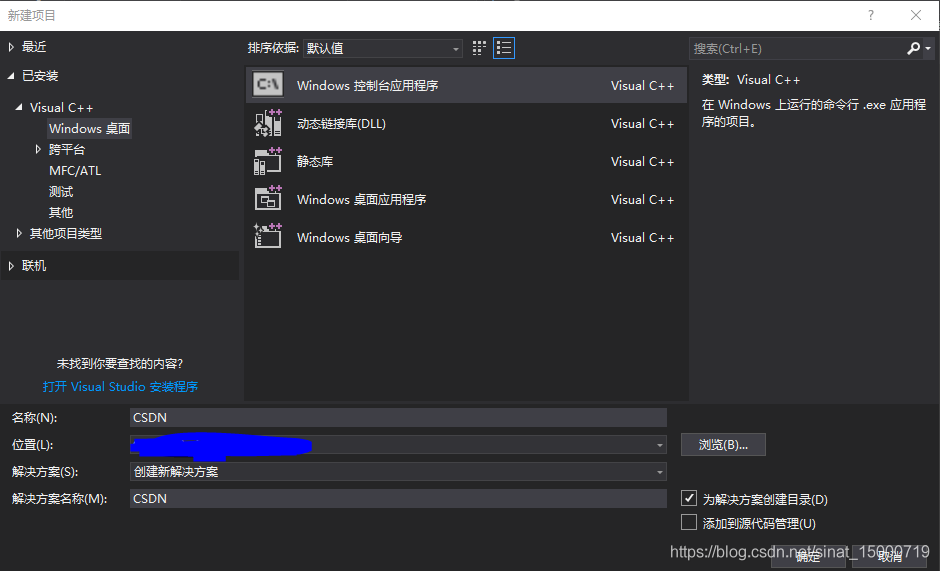 新建项目
最近
已安装
Visual C++
Windows 桌面
跨平台
MFC/ATL
测试
其他
其他项目类型
联机
未找到你要查找的内容?
打开 Visual Studio 安装程序
排序依据: 默认值
Windows 控制台应用程序 Visual C++
动态链接库(DLL) Visual C++
静态库 Visual C++
Windows 桌面应用程序 Visual C++
Windows 桌面向导 Visual C++
搜索(Ctrl+E)
类型: Visual C++
在 Windows 上运行的命令行 .exe 应用程
序的项目。
名称(N): CSDN
位置(L): 浏览(B)...
解决方案(S): 创建新解决方案
解决方案名称(M): CSDN
为解决方案创建目录(D)
添加到源代码管理(U)
确定 取消
https://blog.csdn.net/sinat_15000719